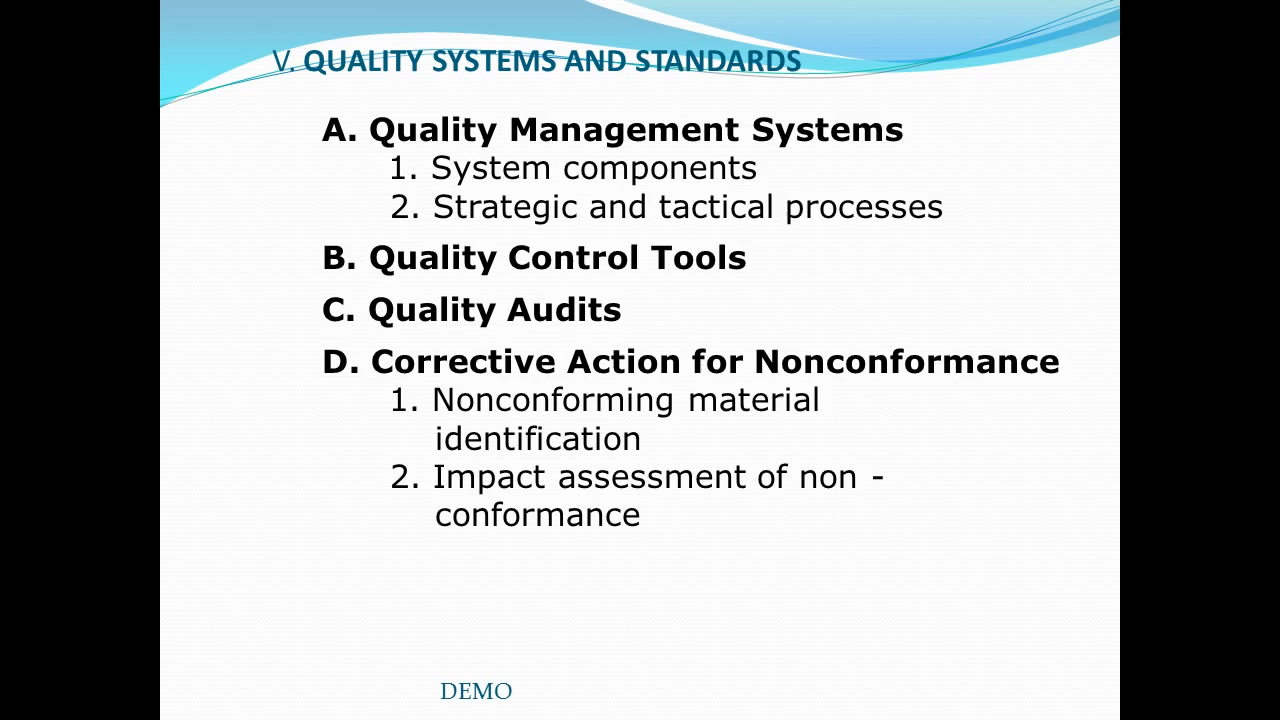 V. QUALITY SYSTEMS AND STANDARDS
A. Quality Management Systems
1. System components
2. Strategic and tactical processes
B. Quality Control Tools
C. Quality Audits
D. Corrective Action for Nonconformance
1. Nonconforming material
identification
2. Impact assessment of non -
conformance
DEMO